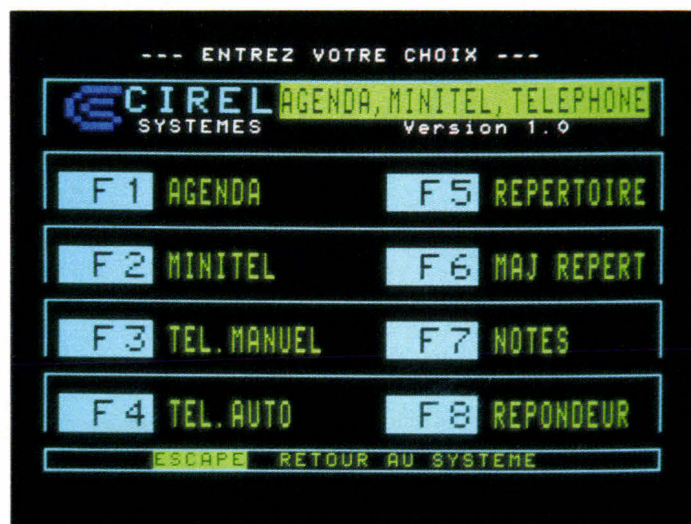 --- ENTREZ VOTRE CHOIX ---
CIREL AGENDA,MINITEL,TELEPHONE
SYSTEMES Version 1.0
F1 AGENDA F5 REPERTOIRE
F2 MINITEL F6 MAJ REPERT
F3 TEL.MANUEL F7 NOTES
F4 TEL.AUTO F8 REPONDEUR
ESCAPE RETOUR AU SYSTEME